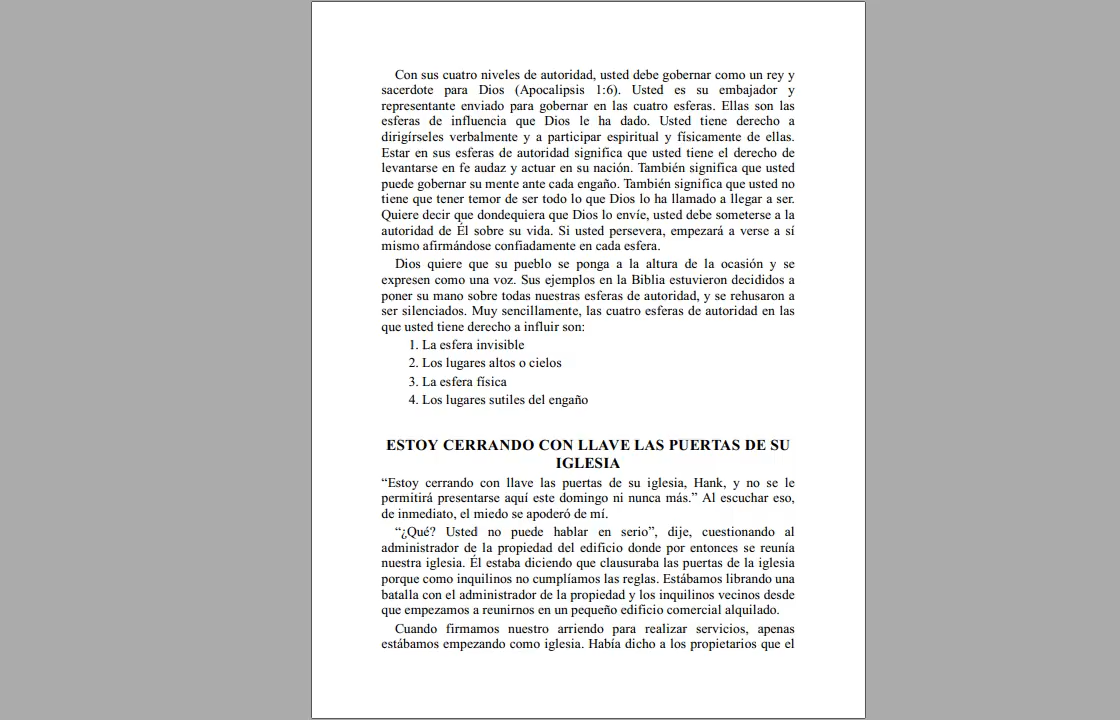 Con sus cuatro niveles de autoridad, usted debe gobernar como un rey y
sacerdote para Dios (Apocalipsis 1:6). Usted es su embajador y
representante enviado para gobernar en las cuatro esferas. Ellas son las
esferas de influencia que Dios le ha dado. Usted tiene derecho a
dirigírseles verbalmente y a participar espiritual y físicamente de ellas.
Estar en sus esferas de autoridad significa que usted tiene el derecho de
levantarse en fe audaz y actuar en su nación. También significa que usted
puede gobernar su mente ante cada engaño. También significa que usted no
tiene que tener temor de ser todo lo que Dios lo ha llamado a llegar a ser.
Quiere decir que dondequiera que Dios lo envíe, usted debe someterse a la
autoridad de Él sobre su vida. Si usted persevera, empezará a verse a sí
mismo afirmándose confiadamente en cada esfera.
Dios quiere que su pueblo se ponga a la altura de la ocasión y se
expresen como una voz. Sus ejemplos en la Biblia estuvieron decididos a
poner su mano sobre todas nuestras esferas de autoridad, y se rehusaron a
ser silenciados. Muy sencillamente, las cuatro esferas de autoridad en las
que usted tiene derecho a influir son:
1. La esfera invisible
2. Los lugares altos o cielos
3. La esfera física
4. Los lugares sutiles del engaño
ESTOY CERRANDO CON LLAVE LAS PUERTAS DE SU
IGLESIA
“Estoy cerrando con llave las puertas de su iglesia, Hank, y no se le
permitirá presentarse aquí este domingo ni nunca más.” Al escuchar eso,
de inmediato, el miedo se apoderó de mí.
“¿Qué? Usted no puede hablar en serio”, dije, cuestionando al
administrador de la propiedad del edificio donde por entonces se reunía
nuestra iglesia. Él estaba diciendo que clausuraba las puertas de la iglesia
porque como inquilinos no cumplíamos las reglas. Estábamos librando una
batalla con el administrador de la propiedad y los inquilinos vecinos desde
que empezamos a reunirnos en un pequeño edificio comercial alquilado.
Cuando firmamos nuestro arriendo para realizar servicios, apenas
estábamos empezando como iglesia. Había dicho a los propietarios que el